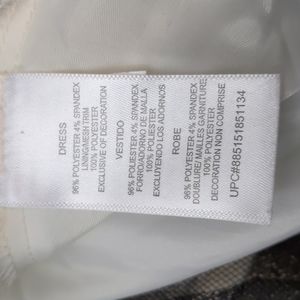 DRESS
96% POLYESTER 4% SPANDEX
LINING/MESH TRIM
100% POLYESTER
EXCLUSIVE OF DECORATION
VESTIDO
96% POLIESTER 4% SPANDEX
FORRO/ADORNO DE MALLA
100% POLIESTER
EXCLUYENDO LOS ADORNOS
ROBE
96% POLYESTER 4% SPANDEX
DOUBLURE/MAILLES GARNITURE
100% POLYESTER
DECORATION NON COMPRIS
UPC#885151851134